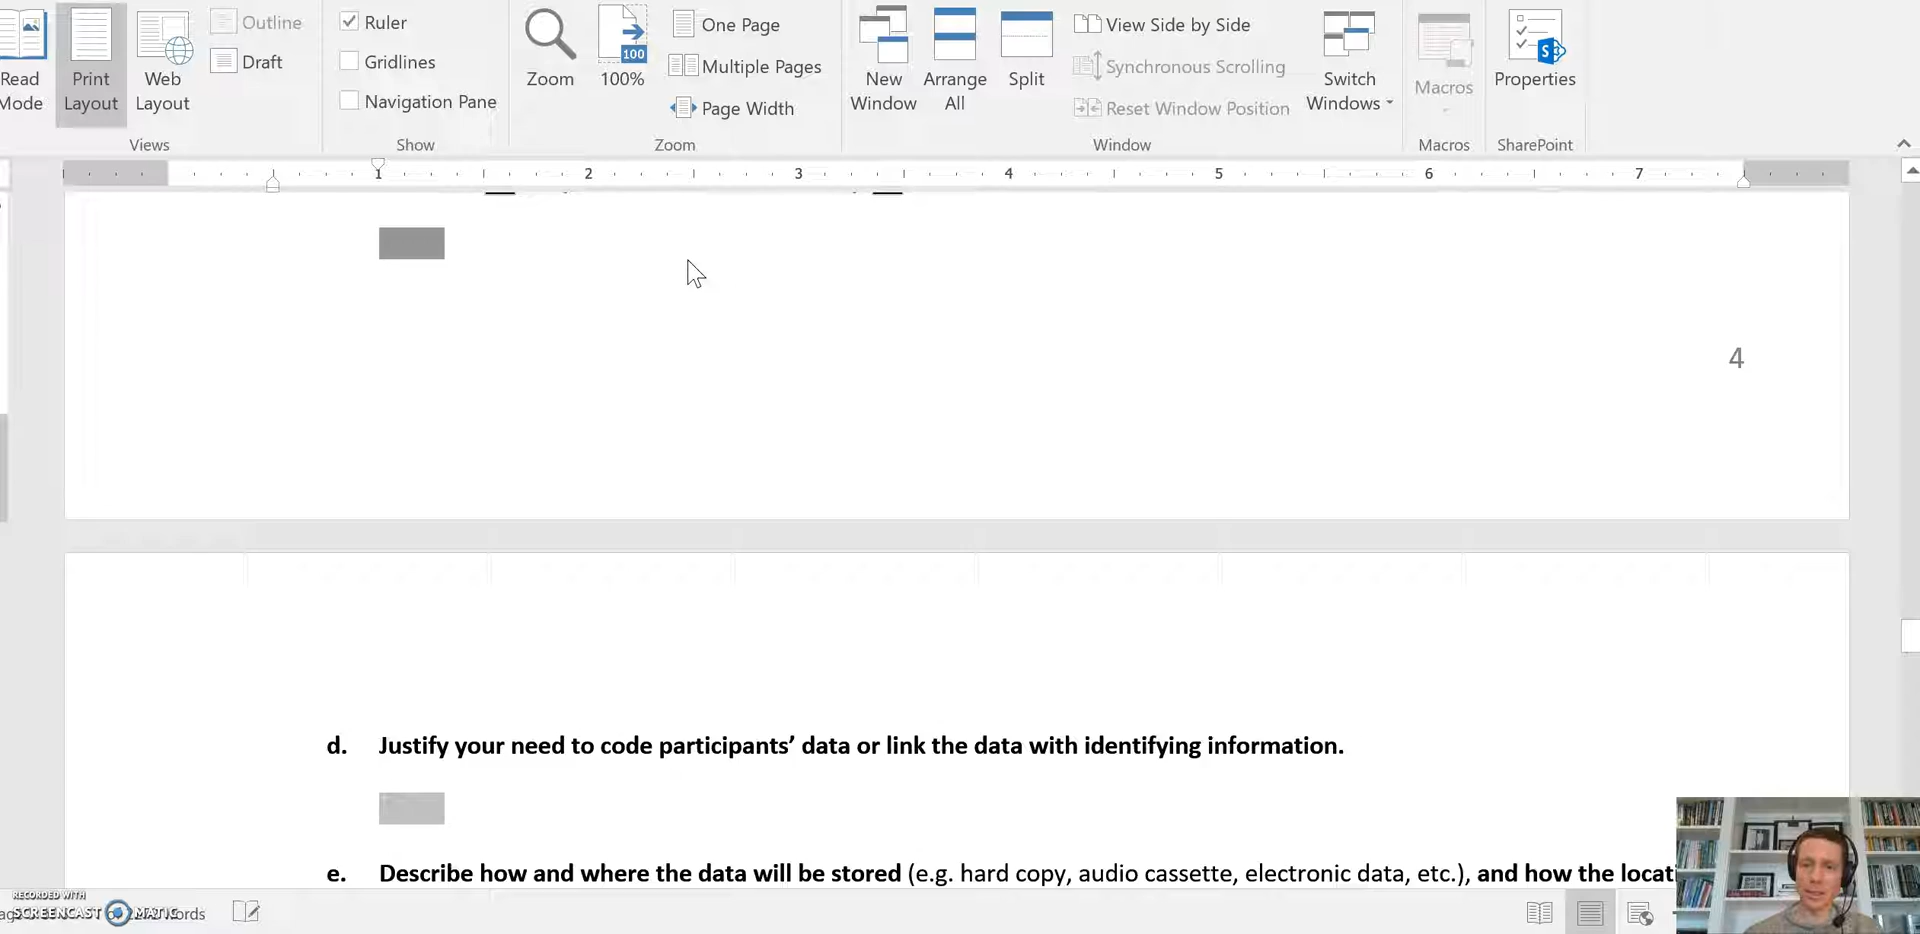 Read Mode
Print Layout
Web Layout
Outline
Draft
Views
Ruler
Gridlines
Navigation Pane
Show
Zoom
100
100%
One Page
Multiple Pages
Page Width
Zoom
New Window
Arrange All
Split
View Side by Side
Synchronous Scrolling
Reset Window Position
Switch Windows
Window
Macros
Macros
S
Properties
SharePoint
1 2 3 4 5 6 7
4
d. Justify your need to code participants’ data or link the data with identifying information.
e. Describe how and where the data will be stored (e.g. hard copy, audio cassette, electronic data, etc.), and how the locati
RECORDED WITH
SCREENCAST MATIC